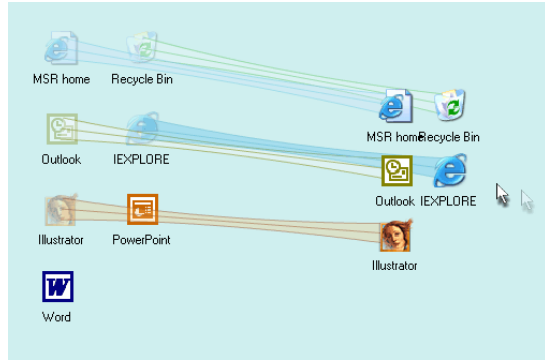 MSR home Recycle Bin
MSR home Recycle Bin
Outlook IEXPLORE
Outlook IEXPLORE
Illustrator PowerPoint
Illustrator
W
Word